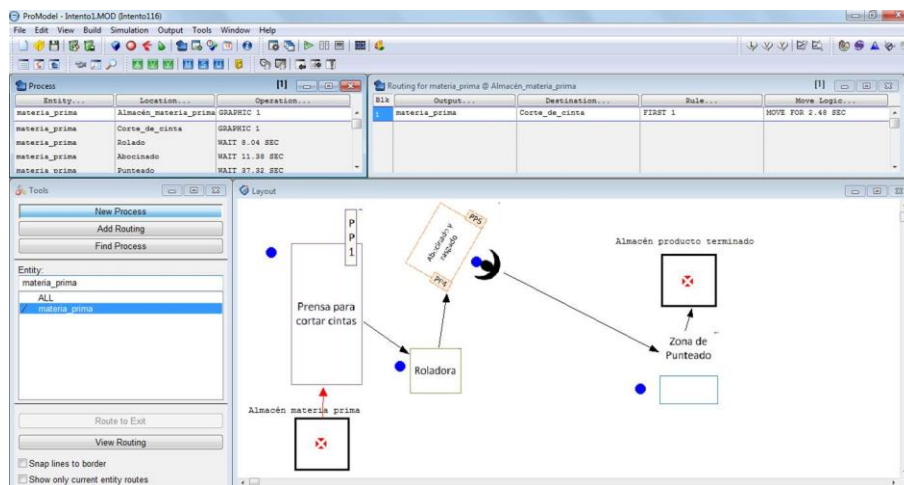 ProModel - Intento1.MOD (Intento116)
File Edit View Build Simulation Output Tools Window Help
Process [1]
Entity... Location... Operation...
materia_prima Almacén_materia_prima GRAPHIC 1
materia_prima Corte_de_cinta GRAPHIC 1
materia_prima Rolado WAIT 8.04 SEC
materia_prima Abocinado WAIT 11.38 SEC
materia_prima Punteado WAIT 37.32 SEC
Routing for materia_prima @ Almacén_materia_prima [1]
Blk Output... Destination... Rule... Move Logic...
1 materia_prima Corte_de_cinta FIRST 1 MOVE FOR 2.48 SEC
Tools
New Process
Add Routing
Find Process
Entity:
materia_prima
ALL
materia_prima
Route to Exit
View Routing
Snap lines to border
Show only current entity routes
Layout
P
P
1
Prensa para
cortar cintas
PP5
Abocinado y
raspado
Roladora
Almacén materia prima
Almacén producto terminado
Zona de
Punteado